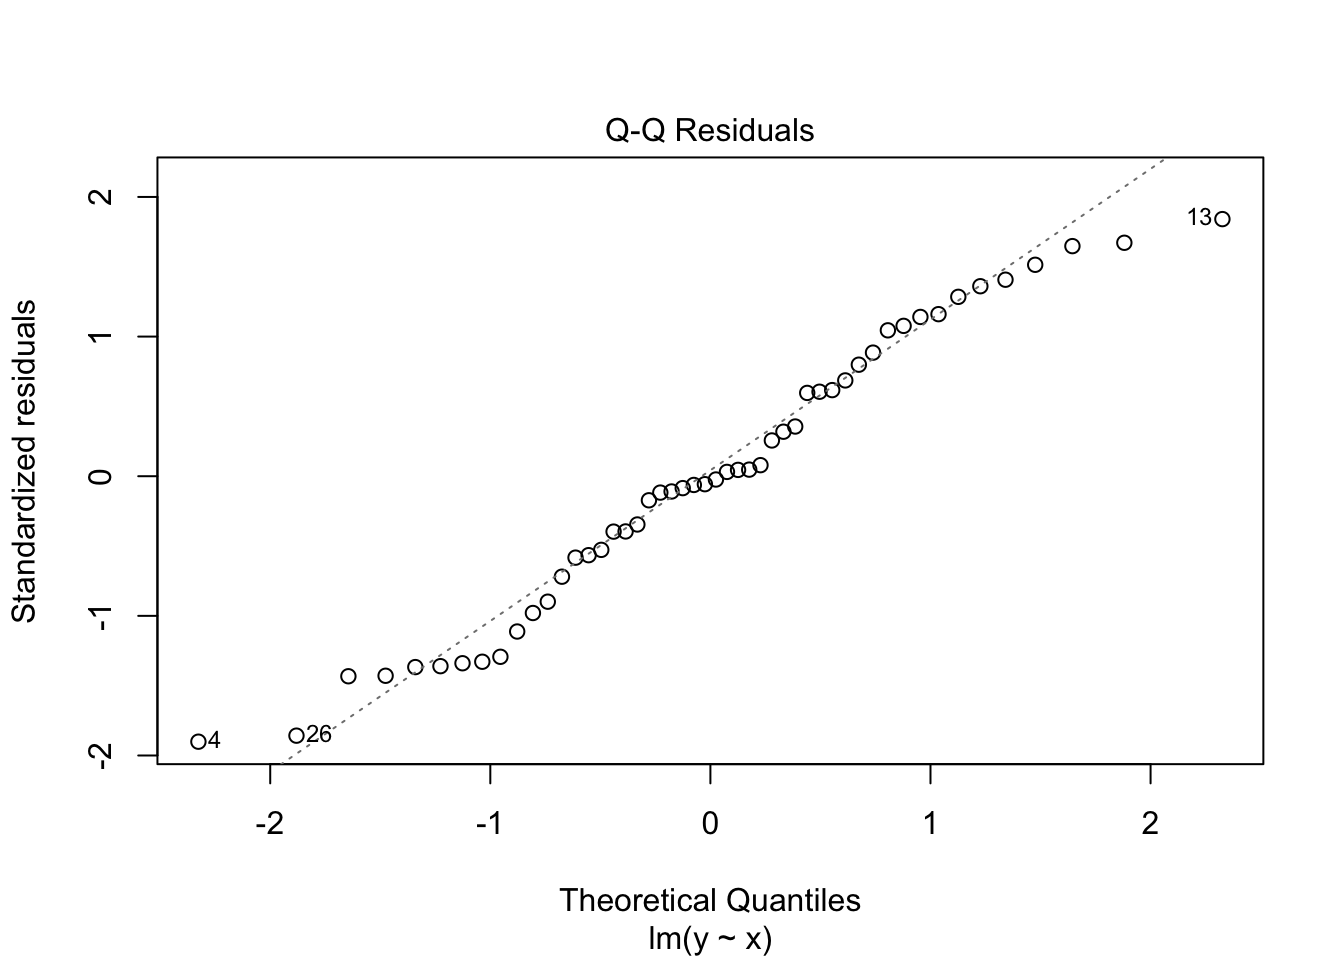 Q-Q Residuals
Standardized residuals
2
1
0
-1
-2
13
4
26
-2 -1 0 1 2
Theoretical Quantiles
lm(y ~ x)